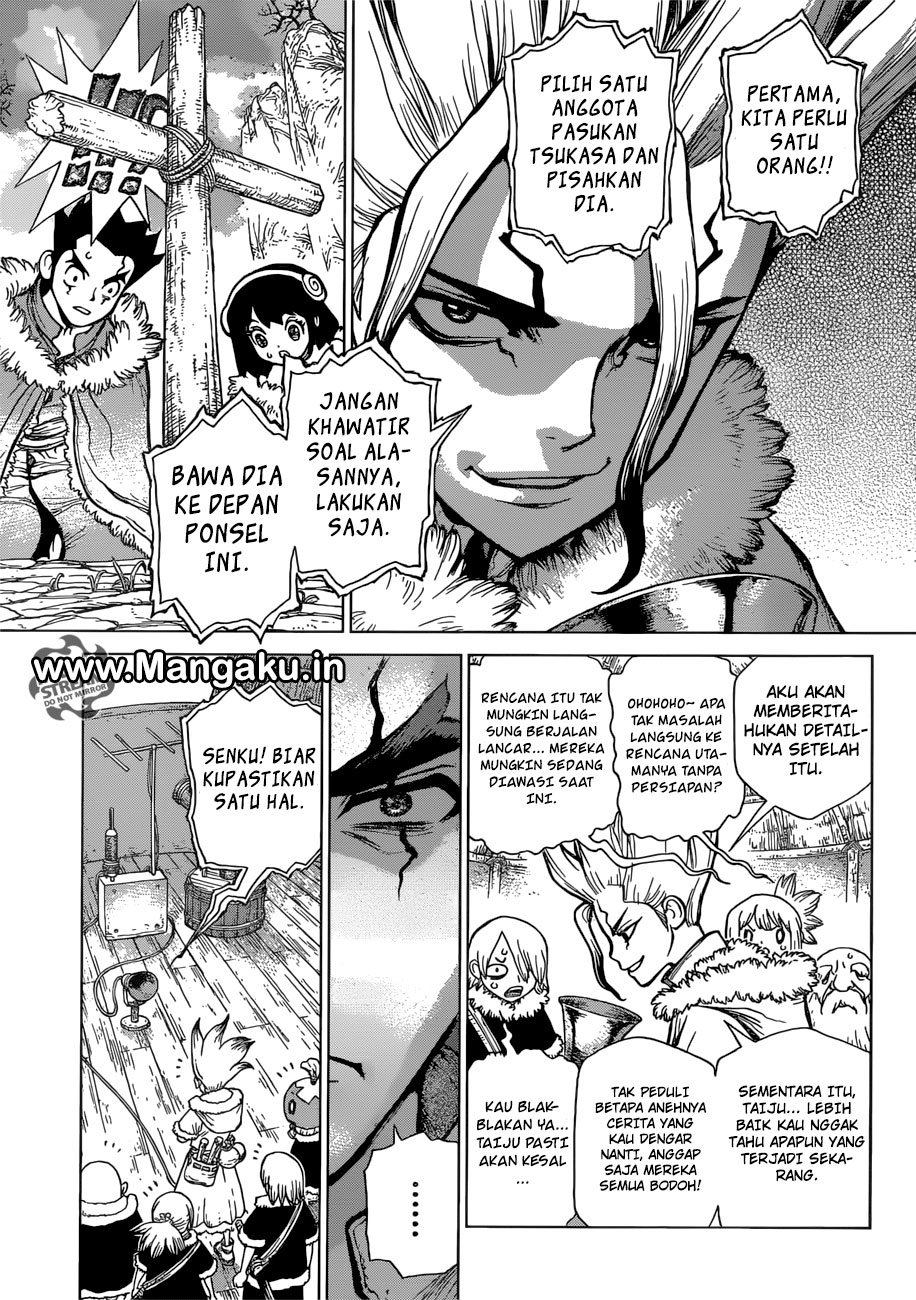 PERTAMA,
KITA PERLU
SATU
ORANG!!
PILIH SATU
ANGGOTA
PASUKAN
TSUKASA DAN
PISAHKAN
DIA.
JANGAN
KHAWATIR
SOAL ALA-
SANNYA,
LAKUKAN
SAJA.
BAWA DIA
KE DEPAN
PONSEL
INI.
www.Mangaku.in
STREAM
DO NOT MIRROR
AKU AKAN
MEMBERITA-
HUKAN DETAIL-
NYA SETELAH
ITU.
OHOHOHO~ APA
TAK MASALAH
LANGSUNG KE
RENCANA UTA-
MANYA TANPA
PERSIAPAN?
RENCANA ITU TAK
MUNGKIN LANG-
SUNG BERJALAN
LANCAR... MEREKA
MUNGKIN SEDANG
DIAWASI SAAT
INI.
SEMENTARA ITU,
TAIJU... LEBIH
BAIK KAU NGGAK
TAHU APAPUN YANG
TERJADI SEKA-
RANG.
TAK PEDULI
BETAPA ANEHNYA
CERITA YANG
KAU DENGAR
NANTI, ANGGAP
SAJA MEREKA
SEMUA BODOH!
KAU BLAK-
BLAKAN YA...
TAIJU PASTI
AKAN KESAL
...
......
SENKU! BIAR
KUPASTIKAN
SATU HAL.